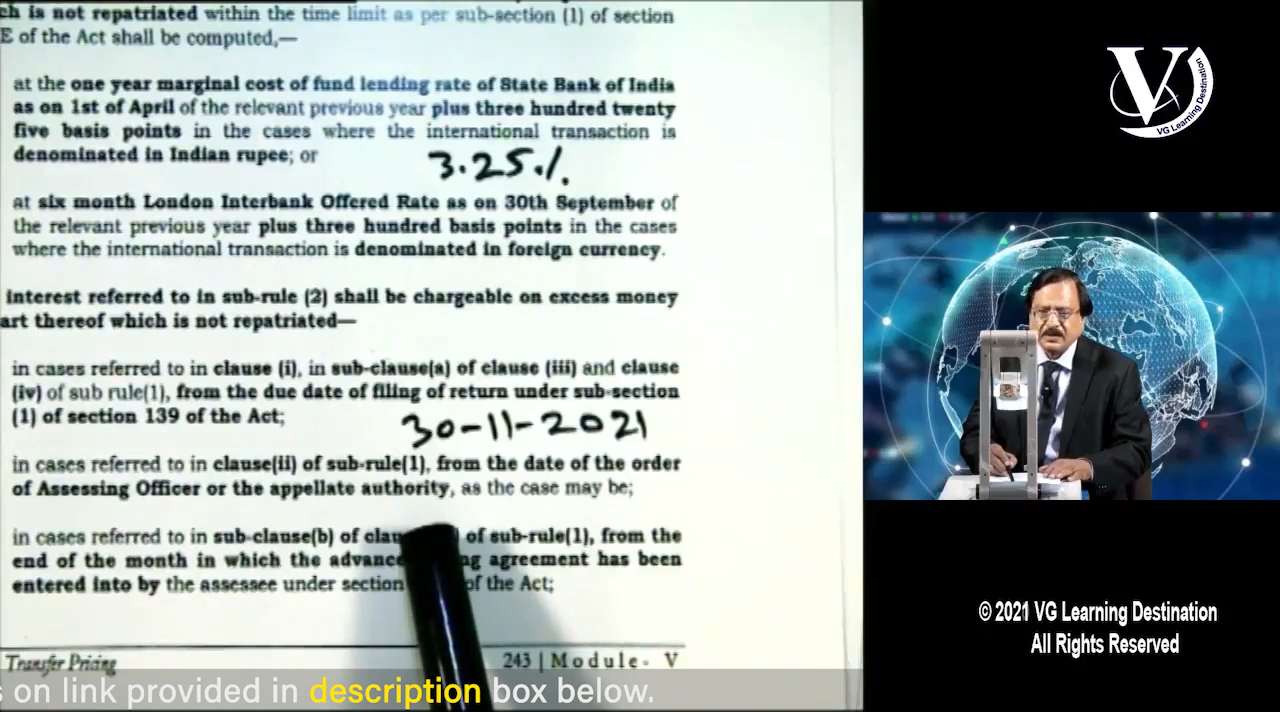 ch is not repatriated within the time limit as per sub-section (1) of section
E of the Act shall be computed,—
at the one year marginal cost of fund lending rate of State Bank of India
as on 1st of April of the relevant previous year plus three hundred twenty
five basis points in the cases where the international transaction is
denominated in Indian rupee; or
3.25%.
at six month London Interbank Offered Rate as on 30th September of
the relevant previous year plus three hundred basis points in the cases
where the international transaction is denominated in foreign currency.
interest referred to in sub-rule (2) shall be chargeable on excess money
art thereof which is not repatriated—
in cases referred to in clause (i), in sub-clause(a) of clause (iii) and clause
(iv) of sub rule(1), from the due date of filing of return under sub-section
(1) of section 139 of the Act;
30-11-2021
in cases referred to in clause(ii) of sub-rule(1), from the date of the order
of Assessing Officer or the appellate authority, as the case may be;
in cases referred to in sub-clause(b) of of sub-rule(1), from the
end of the month in which the advance agreement has been
entered into by the assessee under section of the Act;
Transfer Pricing 243 | Module - V
s on link provided in description box below.
V
VG Learning Destination
© 2021 VG Learning Destination
All Rights Reserved